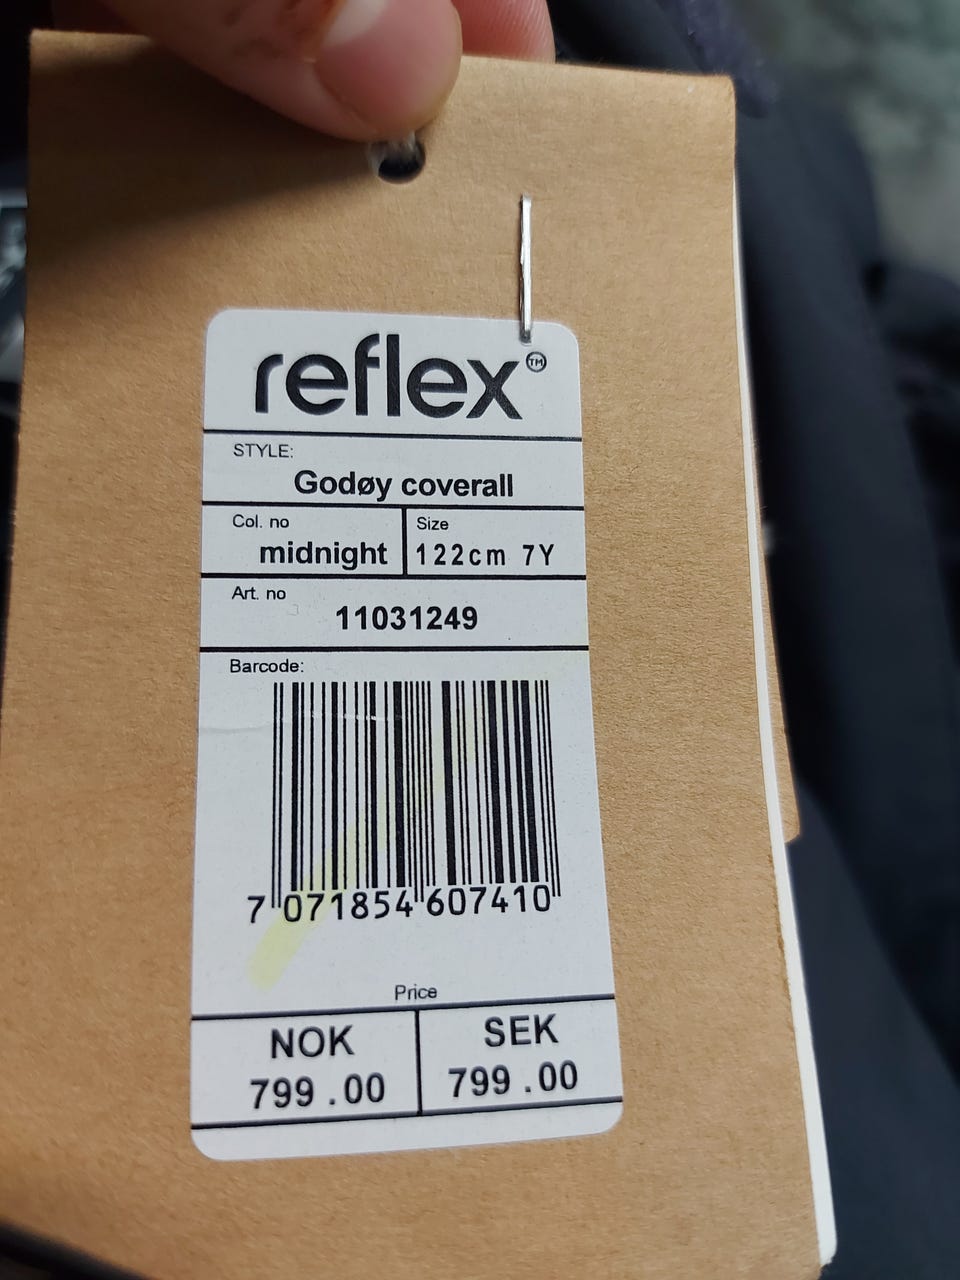 reflex™
STYLE:
Godøy coverall
Col. no
midnight
Size
122cm 7Y
Art. no
11031249
Barcode:
7 071854 607410
Price
NOK
799 .00
SEK
799 .00